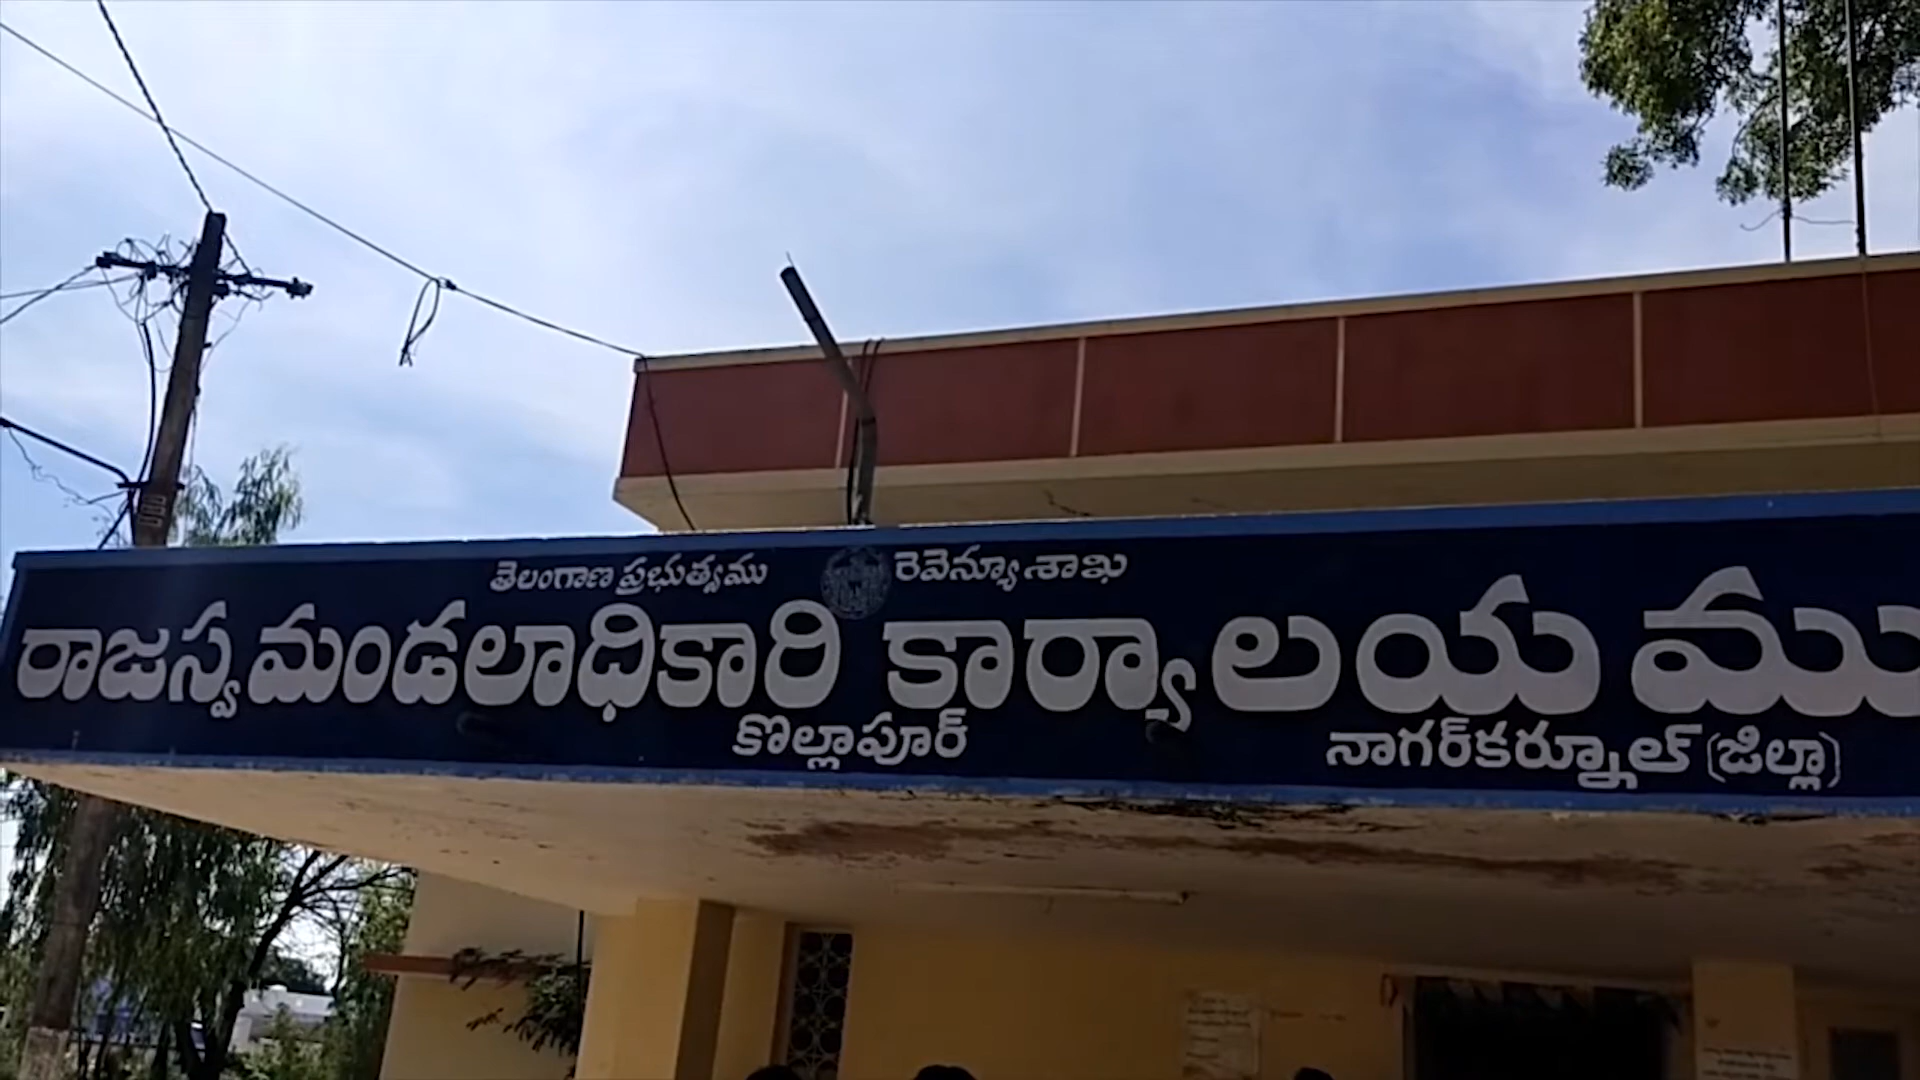 తెలంగాణ ప్రభుత్వము రెవెన్యూ శాఖ
రాజస్వ మండలాధికారి కార్యాలయము
కొల్లాపూర్ నాగర్‌కర్నూల్ (జిల్లా)